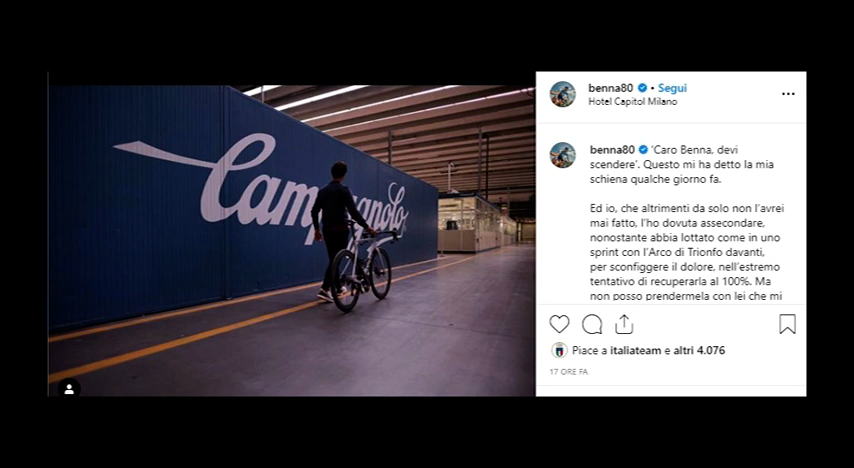 Campagnolo
benna80 • Segui
Hotel Capitol Milano
benna80 'Caro Benna, devi
scendere'. Questo mi ha detto la mia
schiena qualche giorno fa.
Ed io, che altrimenti da solo non l'avrei
mai fatto, l'ho dovuta assecondare,
nonostante abbia lottato come in uno
sprint con l'Arco di Trionfo davanti,
per sconfiggere il dolore, nell'estremo
tentativo di recuperarla al 100%. Ma
non posso prendermela con lei che mi
Piace a italiateam e altri 4.076
17 ORE FA